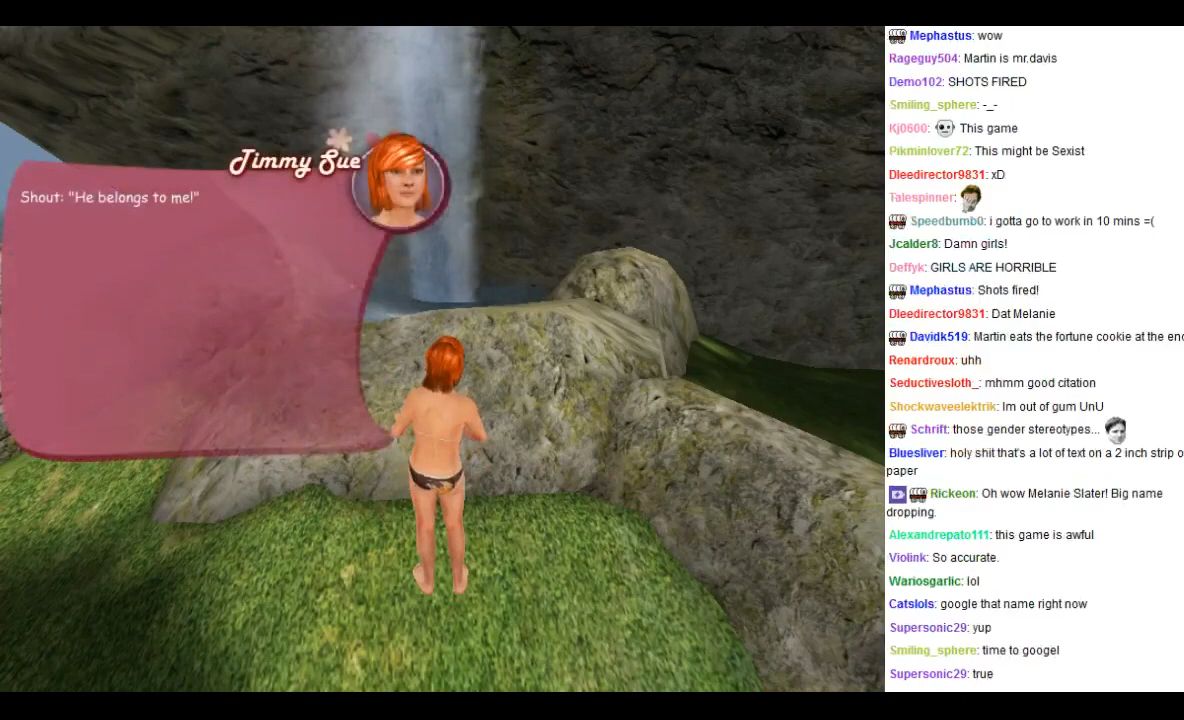 Timmy Sue
Shout: "He belongs to me!"
Mephastus: wow
Rageguy504: Martin is mr.davis
Demo102: SHOTS FIRED
Smiling_sphere: -_-
Kj0600: This game
Pikminlover72: This might be Sexist
Dleedirector9831: xD
Talespinner:
Speedbumb0: i gotta go to work in 10 mins =(
Jcalder8: Damn girls!
Deffyk: GIRLS ARE HORRIBLE
Mephastus: Shots fired!
Dleedirector9831: Dat Melanie
Davidk519: Martin eats the fortune cookie at the end
Renardroux: uhh
Seductivesloth_: mhmm good citation
Shockwaveelektrik: Im out of gum UnU
Schrift: those gender stereotypes...
Bluesliver: holy shit that's a lot of text on a 2 inch strip o
paper
Rickeon: Oh wow Melanie Slater! Big name
dropping.
Alexandrepato111: this game is awful
Violink: So accurate.
Wariosgarlic: lol
Catslols: google that name right now
Supersonic29: yup
Smiling_sphere: time to googel
Supersonic29: true